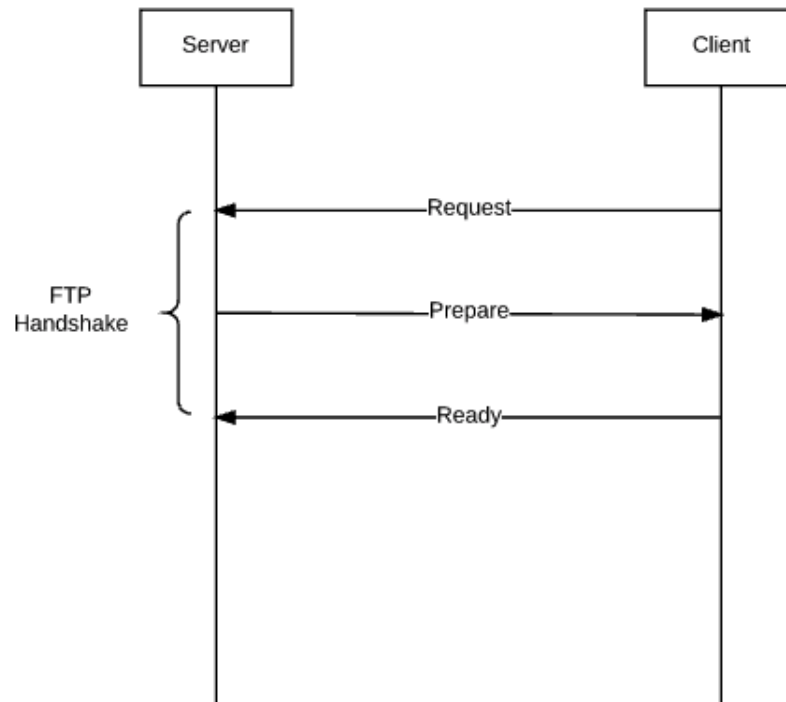 Server
Client
Request
FTP
Handshake
Prepare
Ready